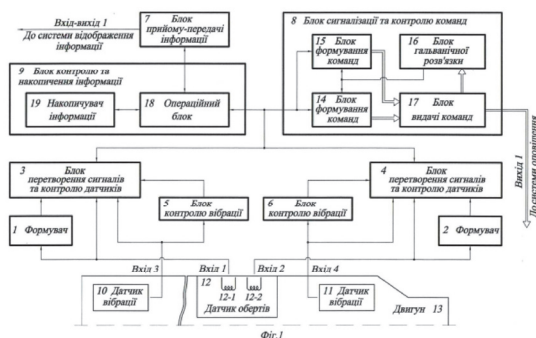 Вхід-вихід 1
До системи відображення
інформації
7 Блок
прийому-передачі
інформації
8 Блок сигналізації та контролю команд
15 Блок
формування
команд
16 Блок
гальванічної
розв'язки
14 Блок
формування
команд
17 Блок
видачі команд
9 Блок контролю та
накопичення інформації
19 Накопичувач
інформації
18 Операційний
блок
Вихід 1
До системи оповіщення
3 Блок
перетворення сигналів
та контролю датчиків
4 Блок
перетворення сигналів
та контролю датчиків
5 Блок
контролю вібрації
6 Блок
контролю вібрації
1 Формувач
2 Формувач
Вхід 3
Вхід 1
Вхід 2
Вхід 4
10 Датчик
вібрації
12
12-1
12-2
Датчик обертів
11 Датчик
вібрації
Двигун 13
Фіг.1